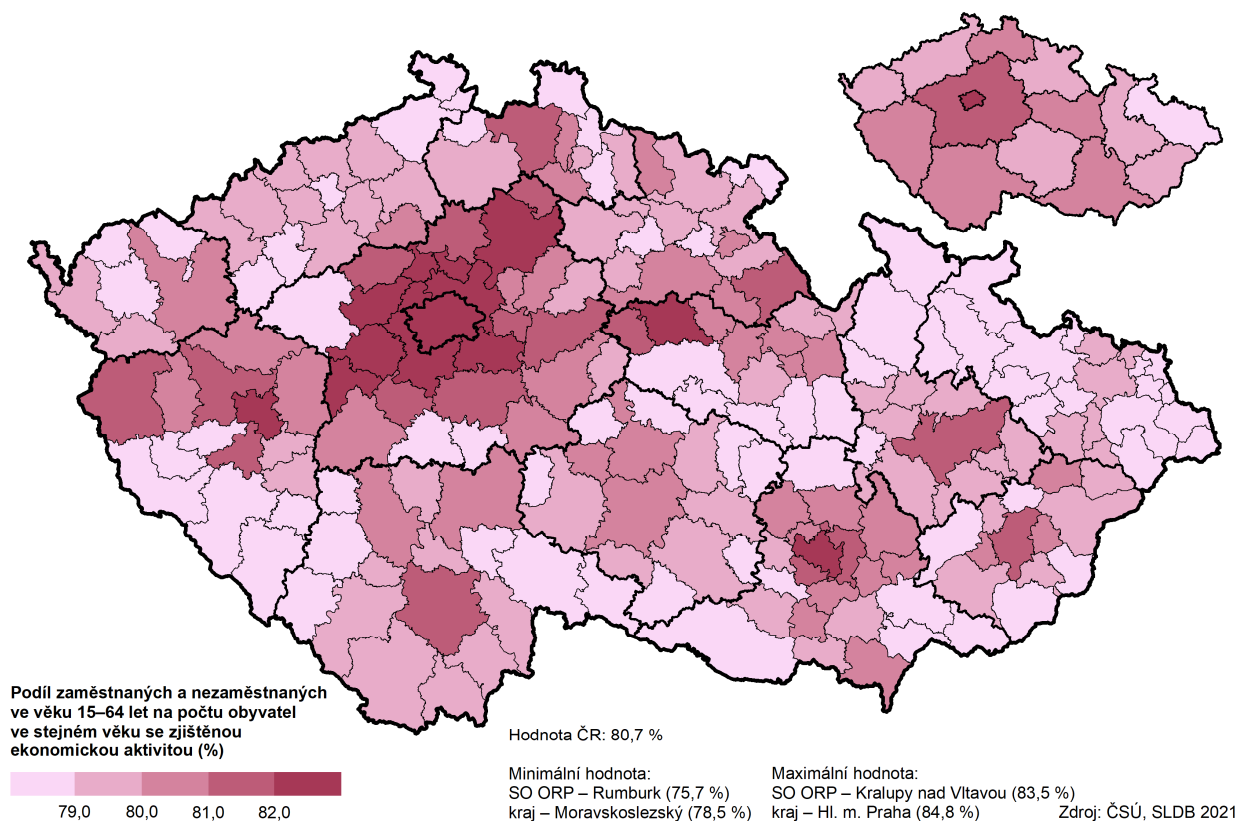 Podíl zaměstnaných a nezaměstnaných
ve věku 15–64 let na počtu obyvatel
ve stejném věku se zjištěnou
ekonomickou aktivitou (%)
79,0 80,0 81,0 82,0
Hodnota ČR: 80,7 %
Minimální hodnota:
SO ORP – Rumburk (75,7 %)
kraj – Moravskoslezský (78,5 %)
Maximální hodnota:
SO ORP – Kralupy nad Vltavou (83,5 %)
kraj – Hl. m. Praha (84,8 %)
Zdroj: ČSÚ, SLDB 2021